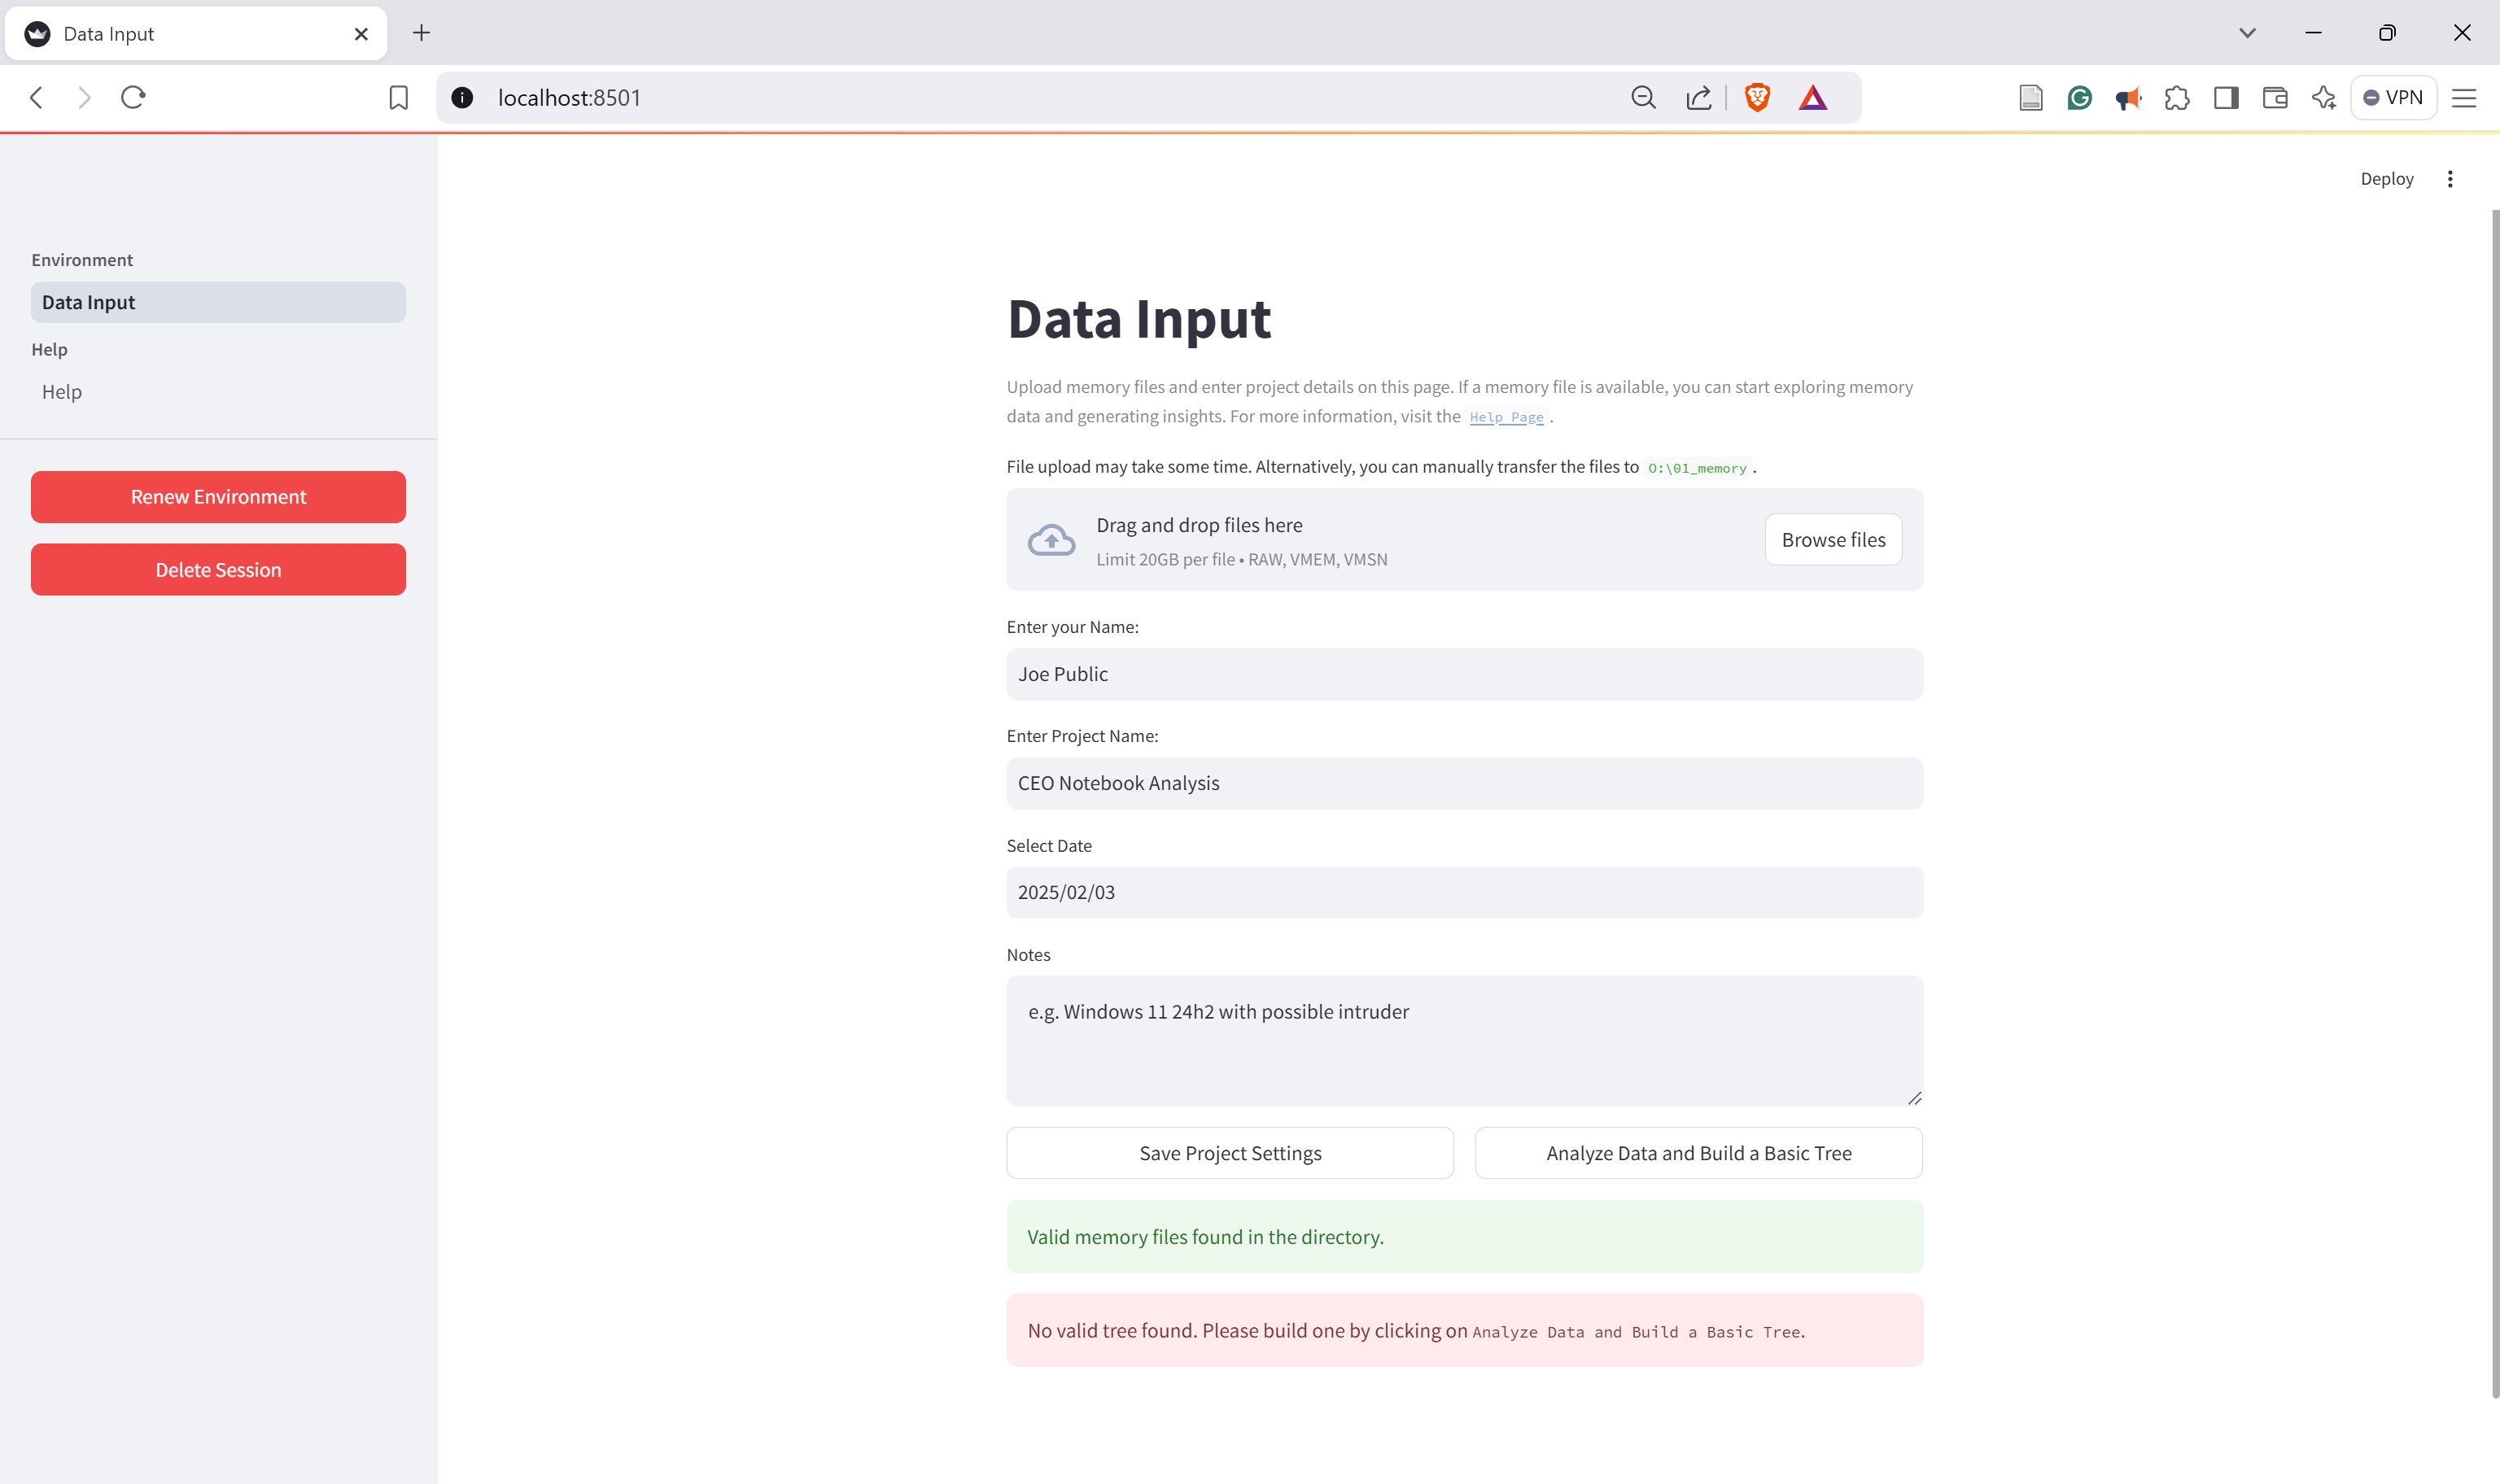 Data Input
localhost:8501
VPN
Deploy
Environment
Data Input
Help
Help
Renew Environment
Delete Session
Data Input
Upload memory files and enter project details on this page. If a memory file is available, you can start exploring memory
data and generating insights. For more information, visit the Help Page .
File upload may take some time. Alternatively, you can manually transfer the files to O:\01_memory .
Drag and drop files here
Limit 20GB per file • RAW, VMEM, VMSN
Browse files
Enter your Name:
Joe Public
Enter Project Name:
CEO Notebook Analysis
Select Date
2025/02/03
Notes
e.g. Windows 11 24h2 with possible intruder
Save Project Settings
Analyze Data and Build a Basic Tree
Valid memory files found in the directory.
No valid tree found. Please build one by clicking on Analyze Data and Build a Basic Tree.